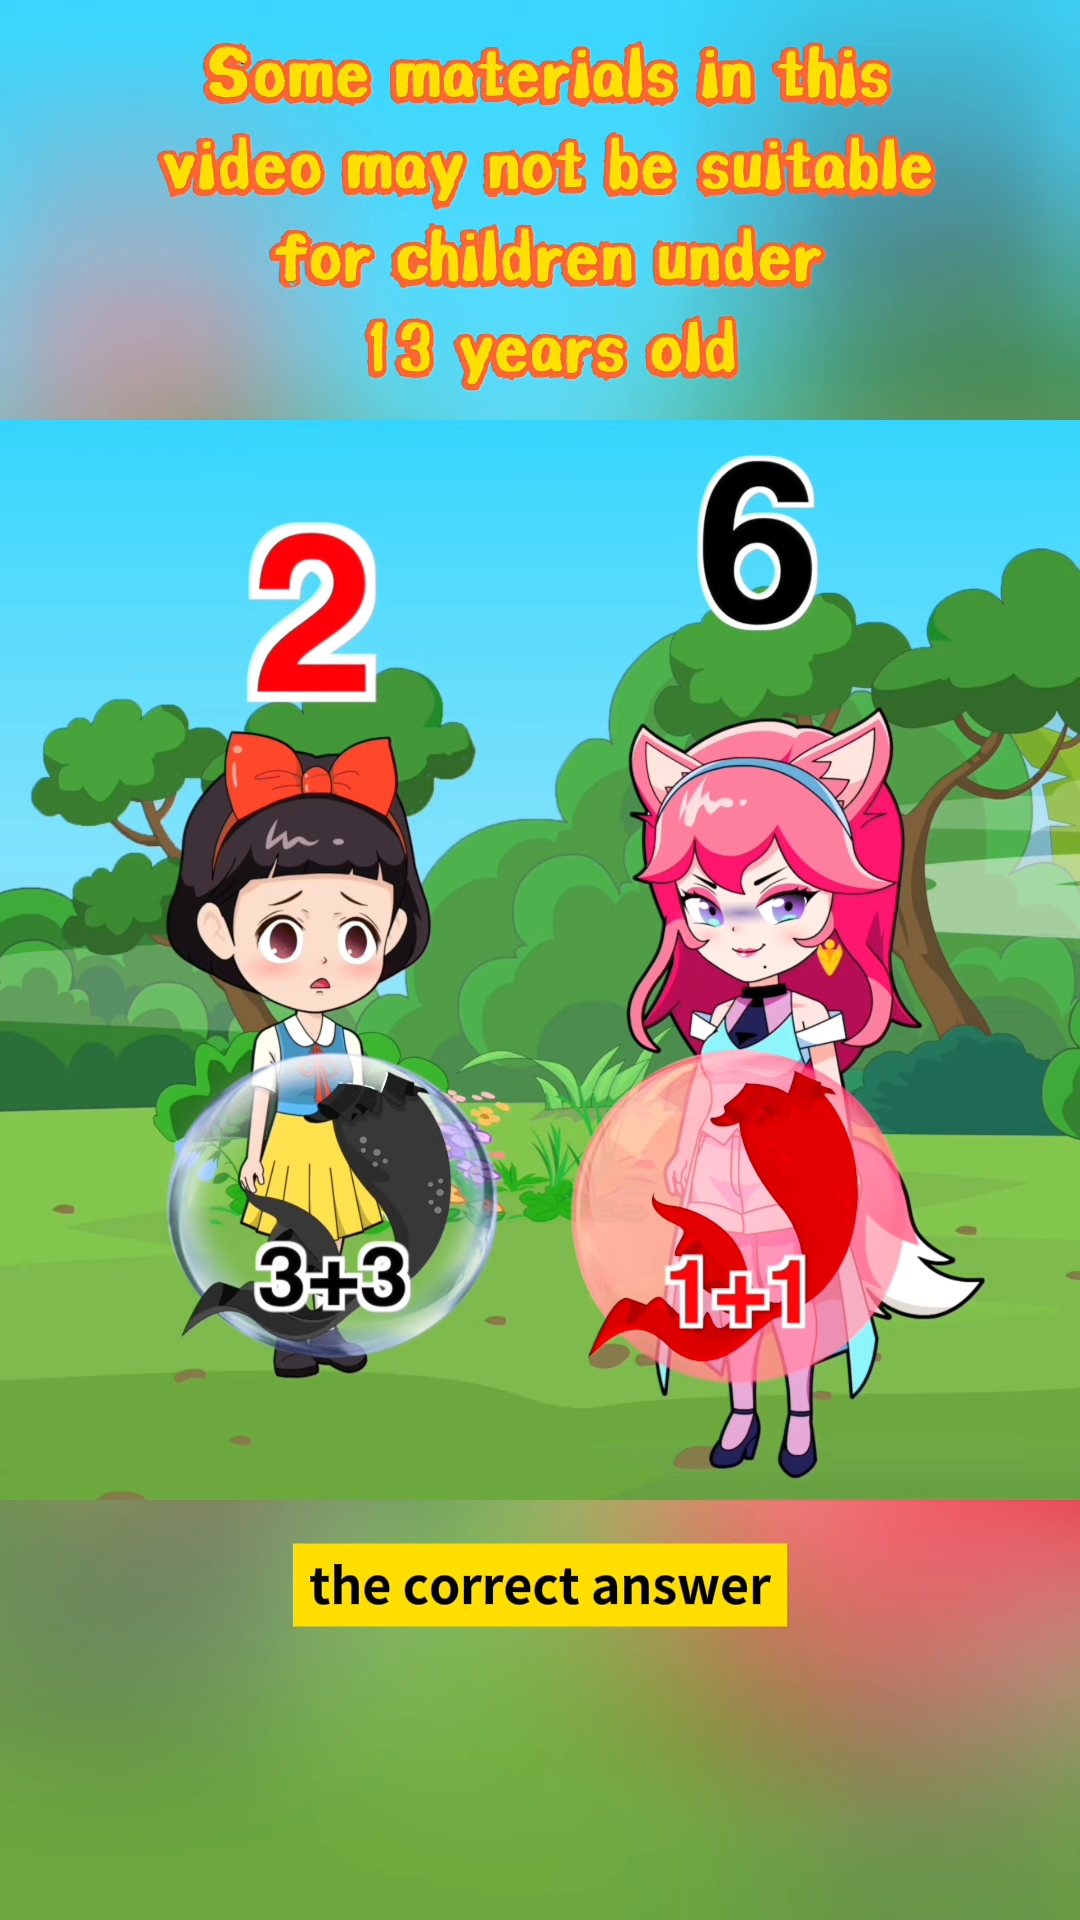 Some materials in this
video may not be suitable
for children under
13 years old
2
6
3+3
1+1
the correct answer